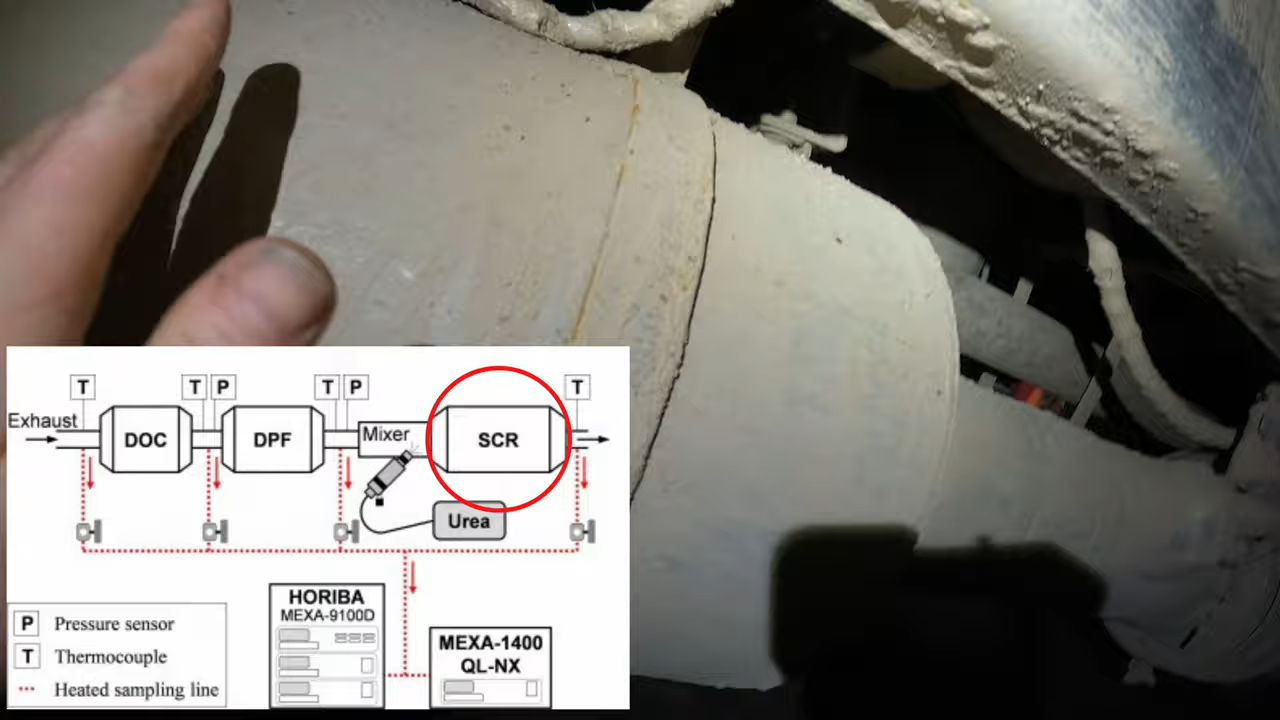 T T P T P T
Exhaust
DOC DPF Mixer SCR
Urea
HORIBA
MEXA-9100D
MEXA-1400
QL-NX
P Pressure sensor
T Thermocouple
Heated sampling line